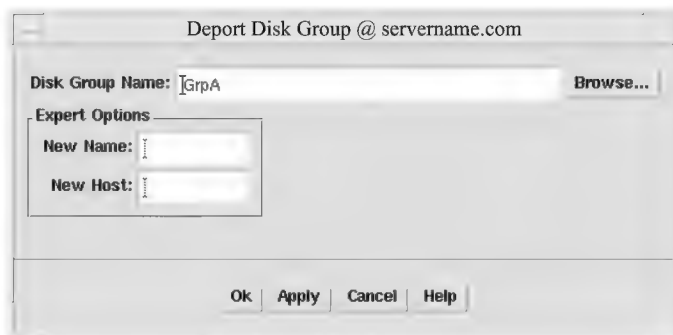 Deport Disk Group @ servername.com
Disk Group Name: GrpA Browse...
Expert Options
New Name:
New Host:
Ok Apply Cancel Help